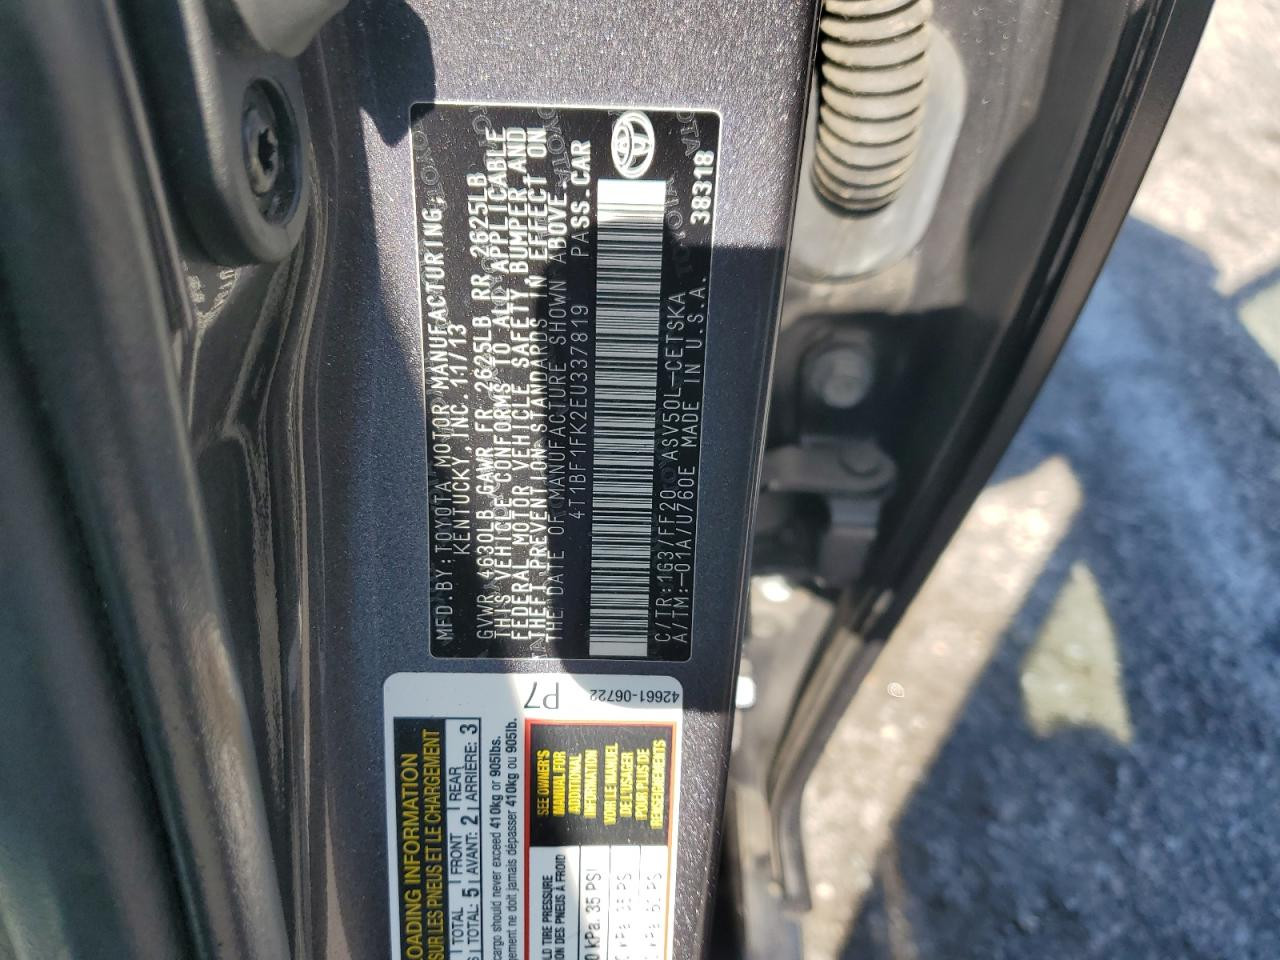 MFD.BY:TOYOTA MOTOR MANUFACTURING,
KENTUCKY,INC. 11/13
GVWR 4630LB GAWR FR 2625LB RR 2625LB
THIS VEHICLE CONFORMS TO ALL APPLICABLE
FEDERAL MOTOR VEHICLE SAFETY,BUMPER,AND
THEFT PREVENTION STANDARDS IN EFFECT ON
THE DATE OF MANUFACTURE SHOWN ABOVE.
4T1BF1FK2EU337819 PASS.CAR
C/TR:1G3/FF20 ASV50L-CETSKA
A/TM:-01A/U760E MADE IN U.S.A. 38318
LOADING INFORMATION
SUR LES PNEUS ET LE CHARGEMENT
TOTAL 5 FRONT 2 REAR 3
TOTAL: AVANT: ARRIÈRE:
cargo should never exceed 410kg or 905lbs.
ne doit jamais dépasser 410kg ou 905lb.
P7
42661-06722
SEE OWNER'S
MANUAL FOR
ADDITIONAL
INFORMATION
VOIR LE MANUEL
DE L'USAGER
POUR PLUS DE
RENSEIGNEMENTS
TIRE PRESSURE
DES PNEUS À FROID
kPa, 35 PSI